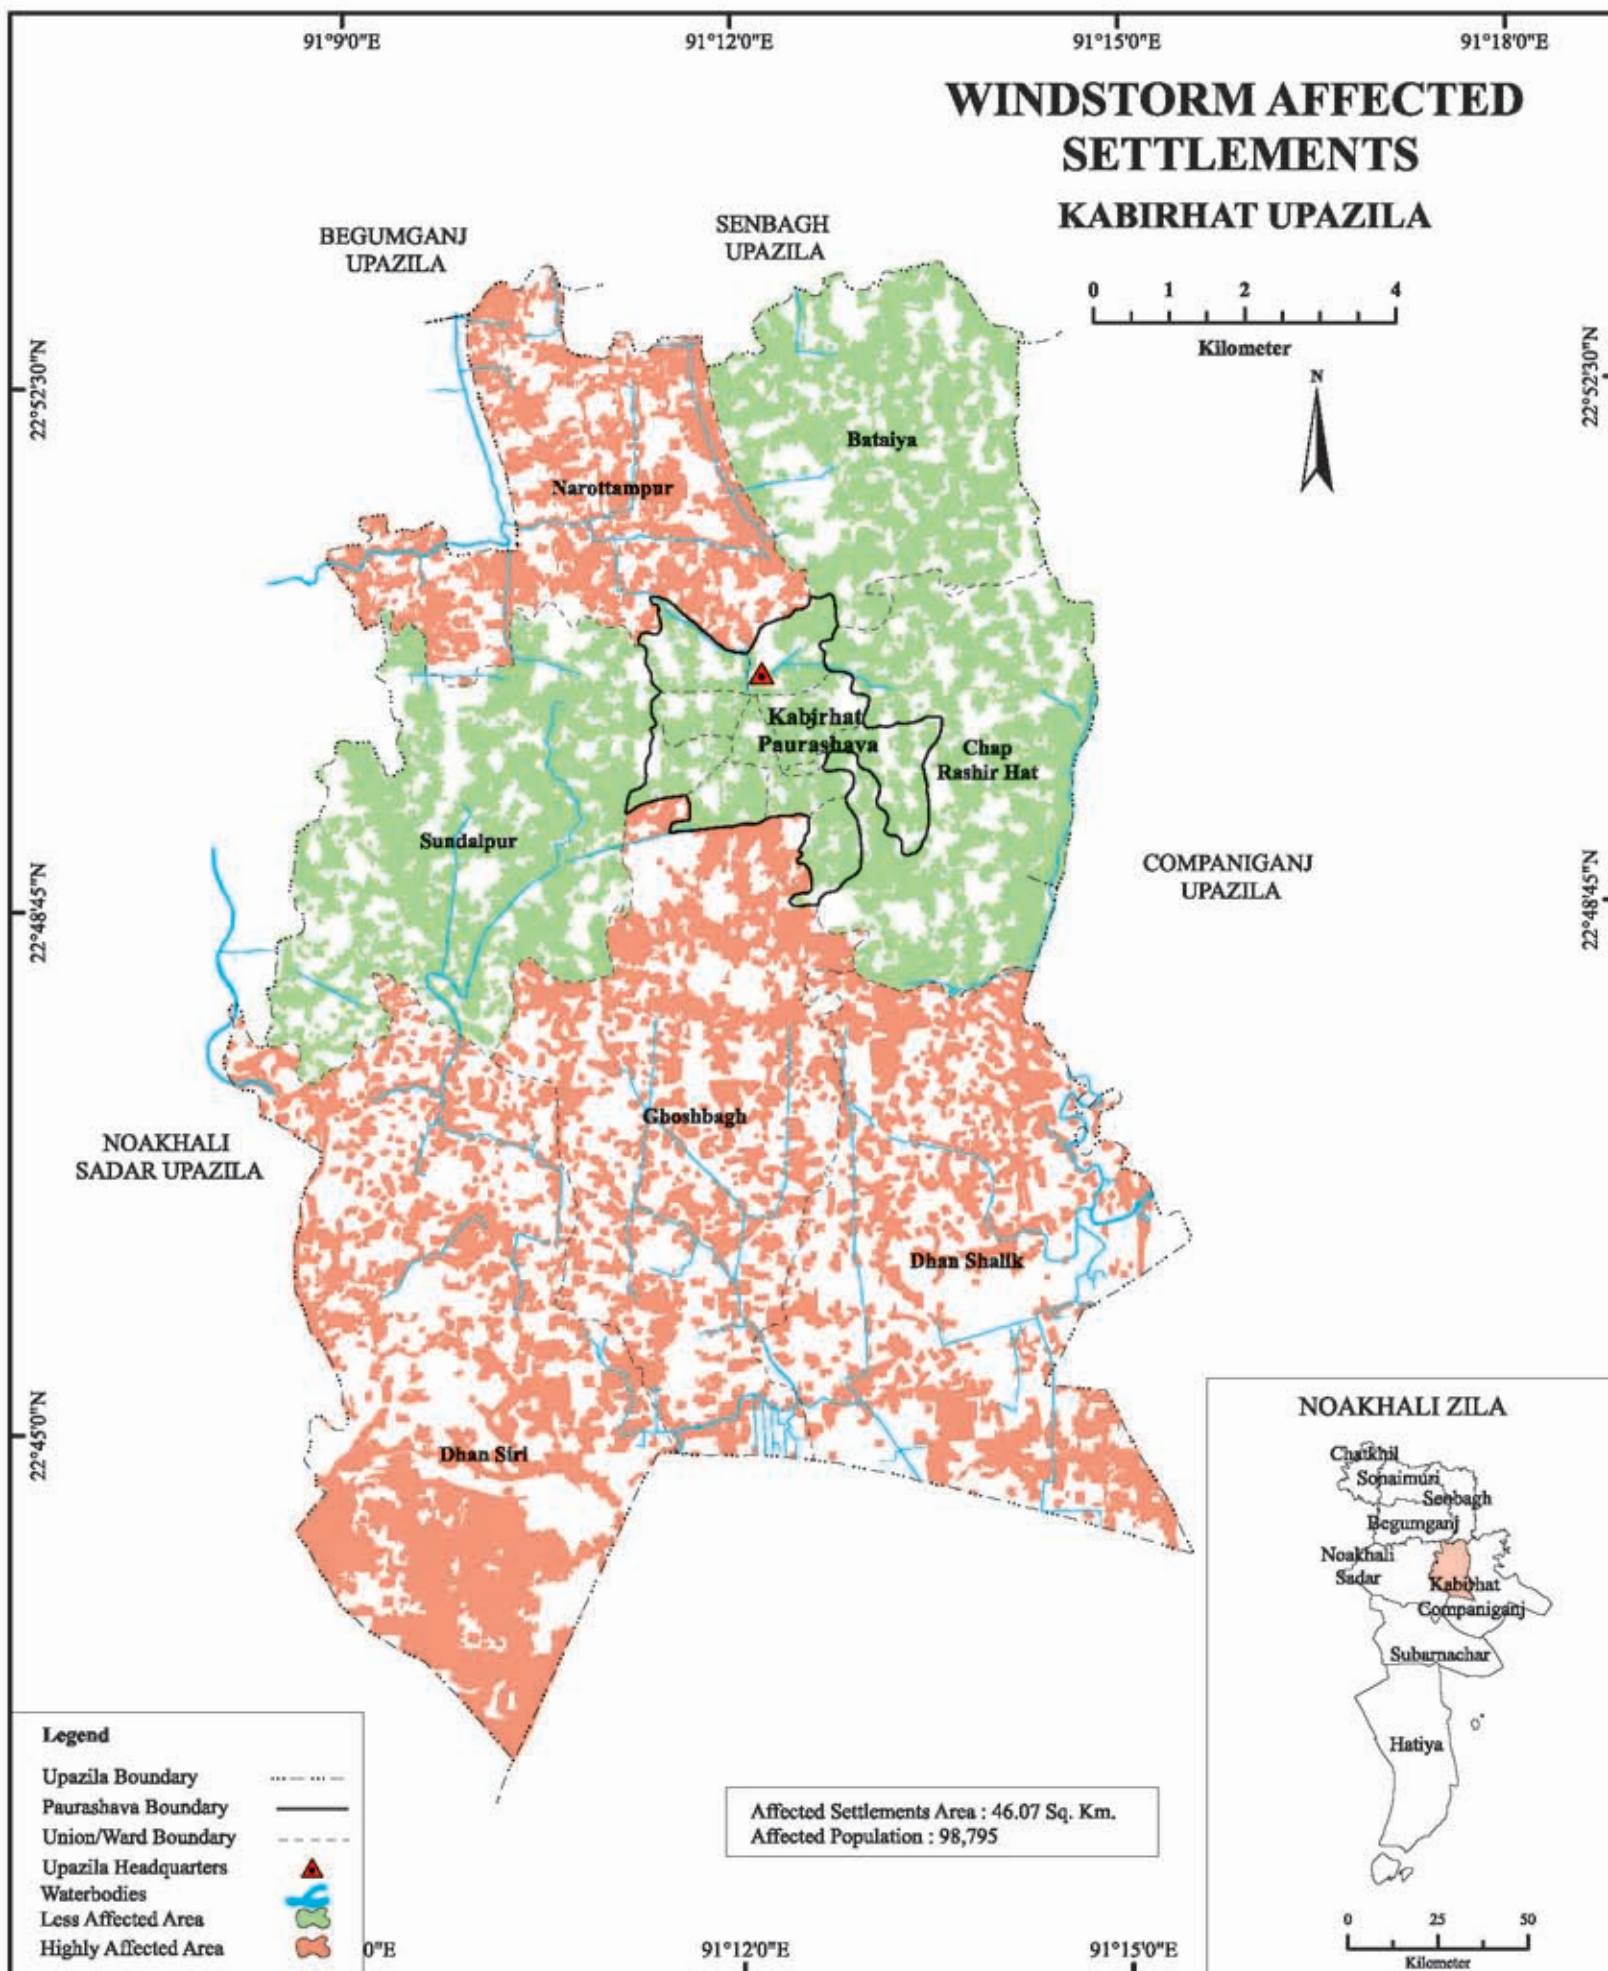 91°9'0"E
91°12'0"E
91°15'0"E
91°18'0"E
WINDSTORM AFFECTED
SETTLEMENTS
KABIRHAT UPAZILA
BEGUMGANJ
UPAZILA
SENBAGH
UPAZILA
0 1 2 4
Kilometer
N
22°52'30"N
22°52'30"N
Bataiya
Narottampur
Kabirhat
Paurashava
Chap
Rashir Hat
Sundalpur
COMPANIGANJ
UPAZILA
22°48'45"N
22°48'45"N
Ghoshbagh
NOAKHALI
SADAR UPAZILA
Dhan Shalik
22°45'0"N
Dhan Siri
NOAKHALI ZILA
Chatkhil
Sonaimuri
Senbagh
Begumganj
Noakhali
Sadar
Kabirhat
Companiganj
Subarnachar
Hatiya
0 25 50
Kilometer
Legend
Upazila Boundary
Paurashava Boundary
Union/Ward Boundary
Upazila Headquarters
Waterbodies
Less Affected Area
Highly Affected Area
Affected Settlements Area : 46.07 Sq. Km.
Affected Population : 98,795
0"E
91°12'0"E
91°15'0"E